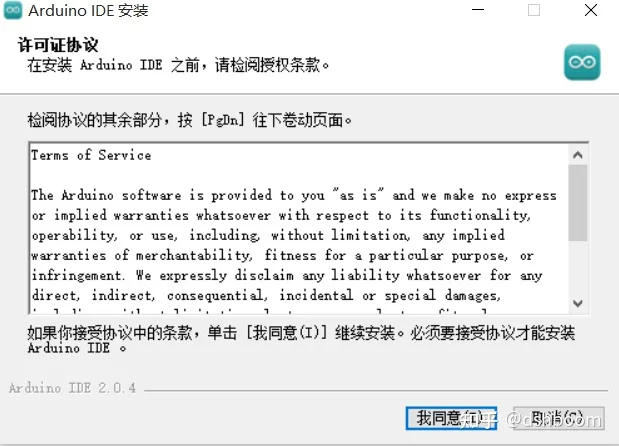 Arduino IDE 安装
许可证协议
在安装 Arduino IDE 之前，请检阅授权条款。
检阅协议的其余部分，按 [PgDn] 往下卷动页面。
Terms of Service
The Arduino software is provided to you "as is" and we make no express
or implied warranties whatsoever with respect to its functionality,
operability, or use, including, without limitation, any implied
warranties of merchantability, fitness for a particular purpose, or
infringement. We expressly disclaim any liability whatsoever for any
direct, indirect, consequential, incidental or special damages,
如果你接受协议中的条款，单击 [我同意(I)] 继续安装。必须要接受协议才能安装
Arduino IDE 。
Arduino IDE 2.0.4
我同意(I) 取消(C)
知乎